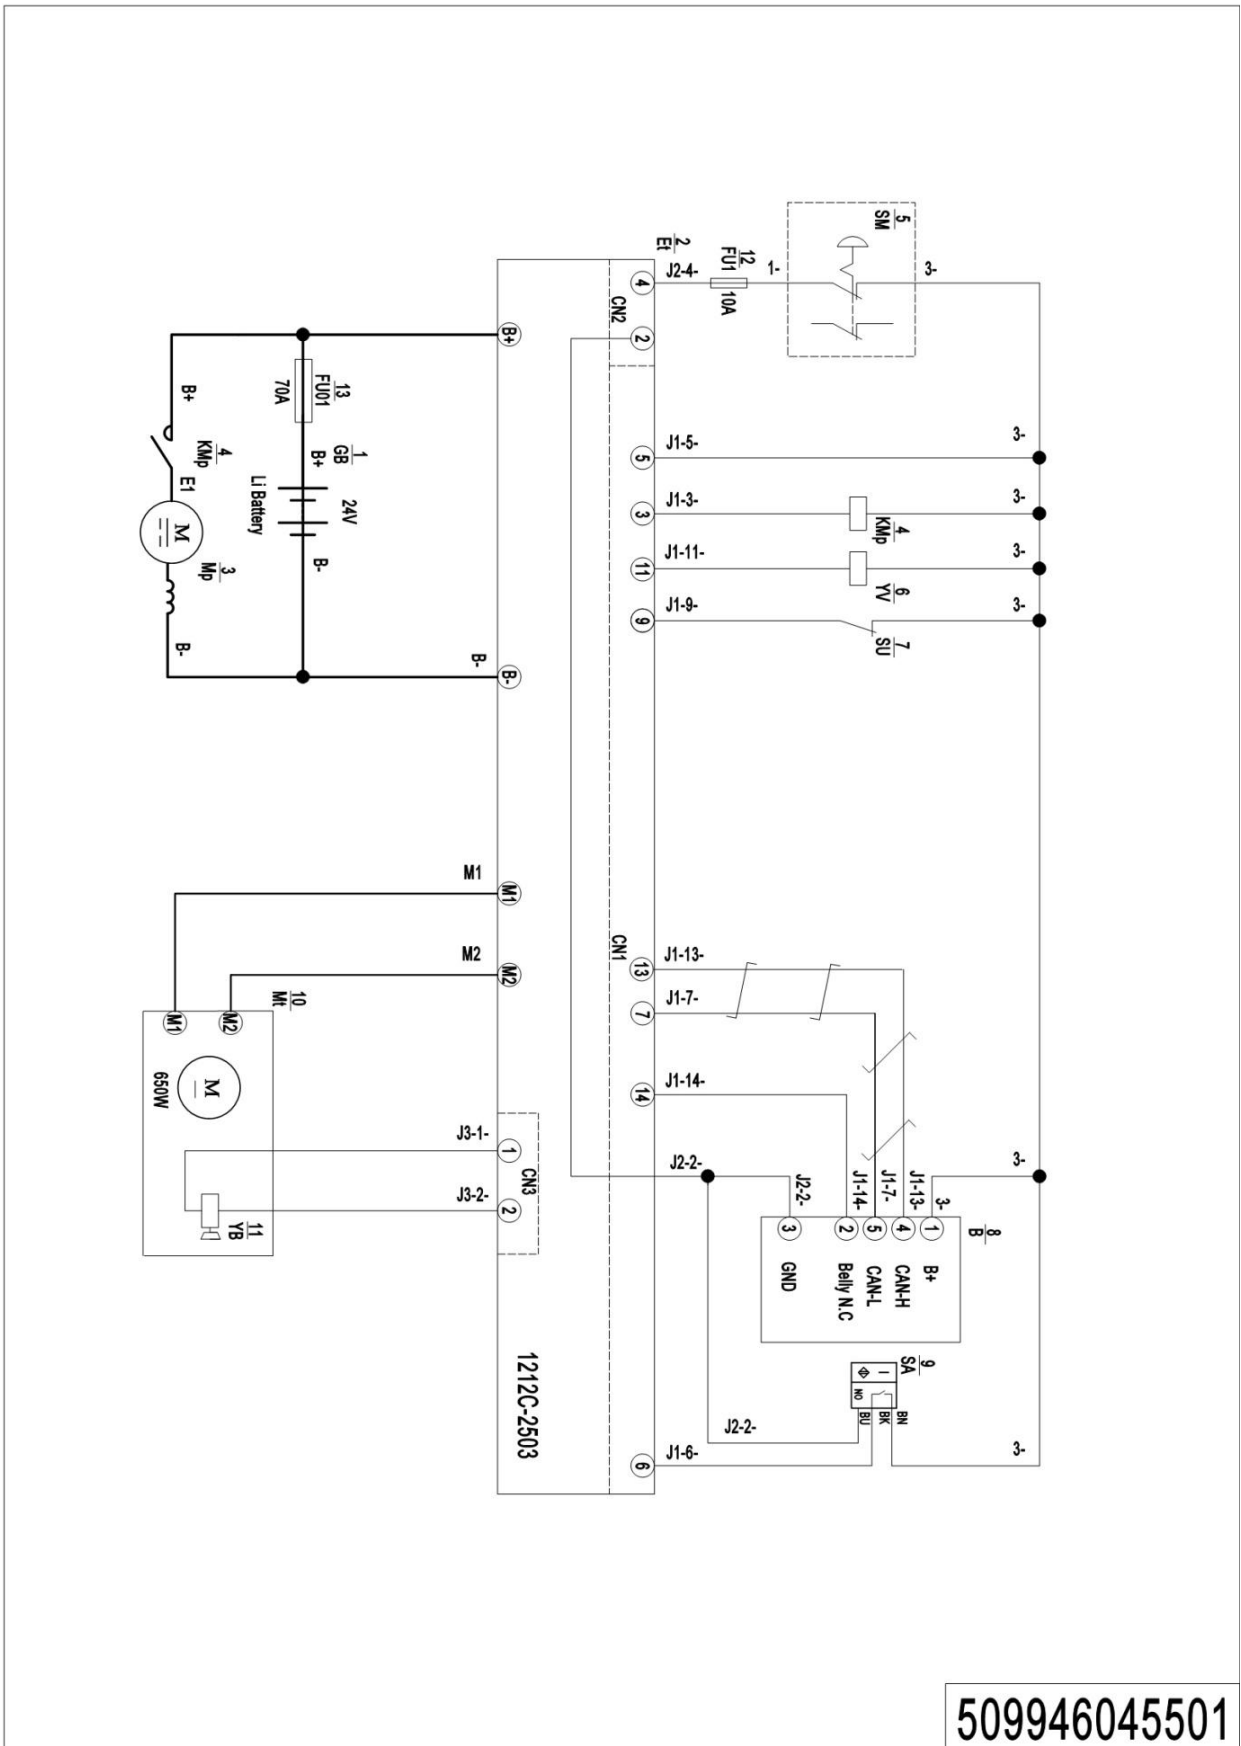 5
SM
2
Et
12
FU1
J2-4-
10A
1-
3-
4
CN2
2
B+
13
FU01
70A
B+
1
GB
B+
4
KMp
E1
Li Battery
24V
M
3
Mp
B-
B-
B-
B-
J1-5-
3-
5
J1-3-
3-
3
4
KMp
J1-11-
3-
11
6
YV
J1-9-
3-
9
7
SU
M1
M1
M2
M2
CN1
13
J1-13-
7
J1-7-
14
J1-14-
10
Mt
M1
M2
M
650W
J3-1-
1
CN3
J3-2-
2
11
YB
J2-2-
3-
J2-2-
J1-14-
J1-7-
J1-13-
3-
3
2
5
4
1
8
B
GND
Belly N.C
CAN-L
CAN-H
B+
1212C-2503
9
SA
I
NO
BU
BK
BN
J2-2-
J1-6-
3-
6
509946045501